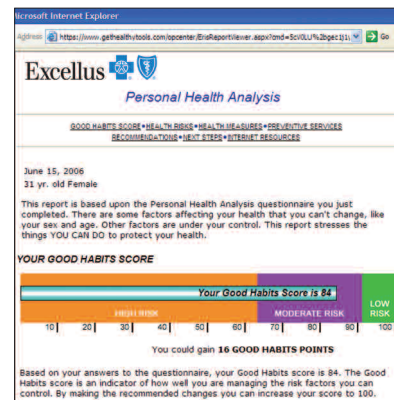 Microsoft Internet Explorer
Address https://www.gethealthytools.com/opcenter/ErisReportViewer.aspx?cmd= Go
Excellus
Personal Health Analysis
GOOD HABITS SCORE•HEALTH RISKS•HEALTH MEASURES•PREVENTIVE SERVICES
RECOMMENDATIONS•NEXT STEPS•INTERNET RESOURCES
June 15, 2006
31 yr. old Female
This report is based upon the Personal Health Analysis questionnaire you just
completed. There are some factors affecting your health that you can't change, like
your sex and age. Other factors are under your control. This report stresses the
things YOU CAN DO to protect your health.
YOUR GOOD HABITS SCORE
Your Good Habits Score is 84
HIGH RISK MODERATE RISK LOW RISK
10 20 30 40 50 60 70 80 90 100
You could gain 16 GOOD HABITS POINTS
Based on your answers to the questionnaire, your Good Habits score is 84. The Good
Habits score is an indicator of how well you are managing the risk factors you can
control. By making the recommended changes you can increase your score to 100.